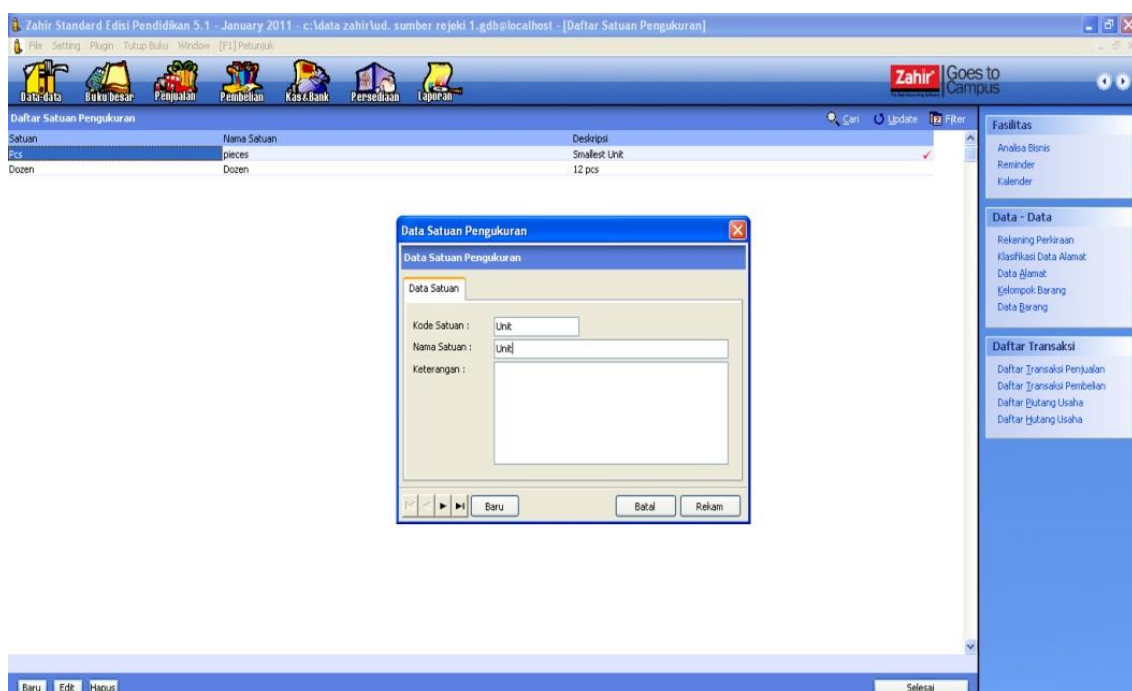 Zahir Standard Edisi Pendidikan 5.1 - January 2011 - c:\data zahir\ud. sumber rejeki 1.gdb@localhost - [Daftar Satuan Pengukuran]
File Setting Plugin Tutup Buku Window [F1] Petunjuk
Data-data Buku besar Penjualan Pembelian Kas&Bank Persediaan Laporan
Zahir Goes to Campus
Daftar Satuan Pengukuran Cari Update Filter
Satuan Nama Satuan Deskripsi
Pcs pieces Smallest Unit
Dozen Dozen 12 pcs
Data Satuan Pengukuran
Data Satuan Pengukuran
Data Satuan
Kode Satuan : Unit
Nama Satuan : Unit
Keterangan :
Baru Batal Rekam
Fasilitas
Analisa Bisnis
Reminder
Kalender
Data - Data
Rekening Perkiraan
Klasifikasi Data Alamat
Data Alamat
Kelompok Barang
Data Barang
Daftar Transaksi
Daftar Transaksi Penjualan
Daftar Transaksi Pembelian
Daftar Piutang Usaha
Daftar Hutang Usaha
Baru Edit Hapus Selesai